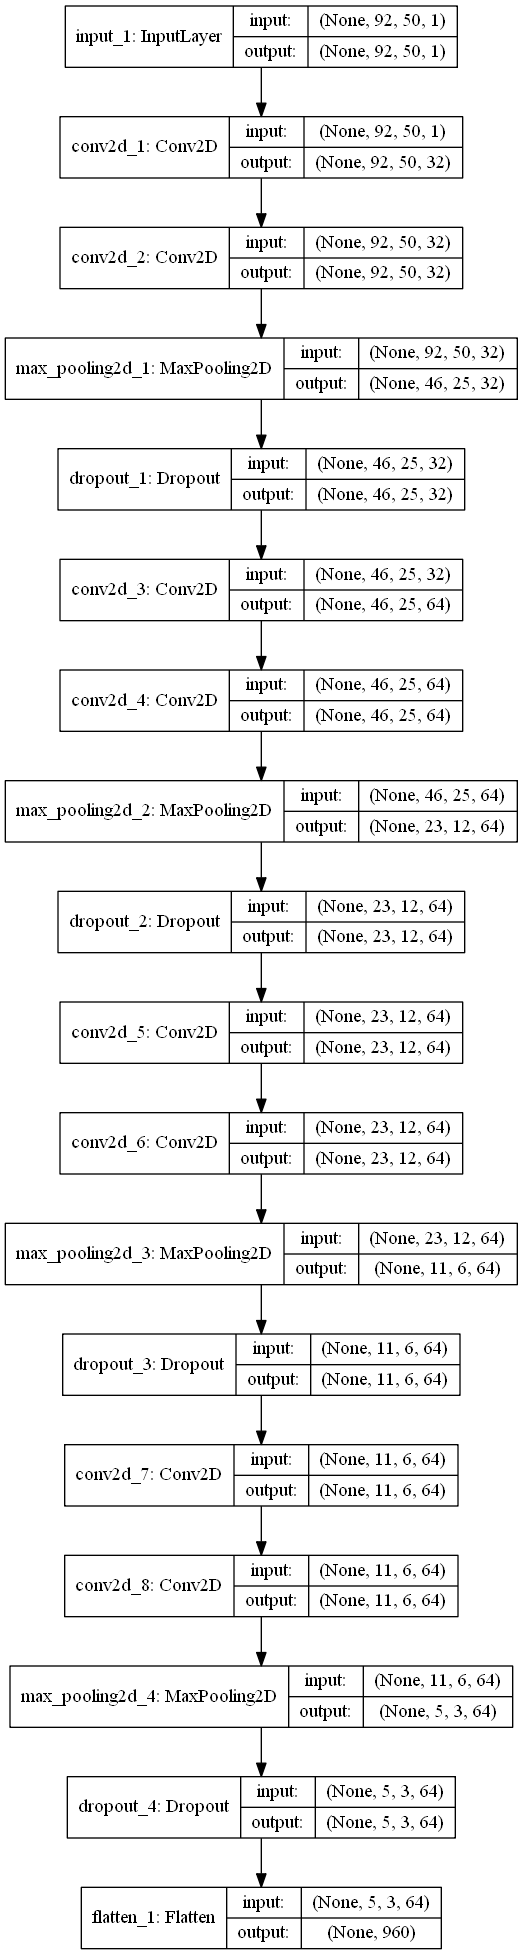 input_1: InputLayer
input: (None, 92, 50, 1)
output: (None, 92, 50, 1)
conv2d_1: Conv2D
input: (None, 92, 50, 1)
output: (None, 92, 50, 32)
conv2d_2: Conv2D
input: (None, 92, 50, 32)
output: (None, 92, 50, 32)
max_pooling2d_1: MaxPooling2D
input: (None, 92, 50, 32)
output: (None, 46, 25, 32)
dropout_1: Dropout
input: (None, 46, 25, 32)
output: (None, 46, 25, 32)
conv2d_3: Conv2D
input: (None, 46, 25, 32)
output: (None, 46, 25, 64)
conv2d_4: Conv2D
input: (None, 46, 25, 64)
output: (None, 46, 25, 64)
max_pooling2d_2: MaxPooling2D
input: (None, 46, 25, 64)
output: (None, 23, 12, 64)
dropout_2: Dropout
input: (None, 23, 12, 64)
output: (None, 23, 12, 64)
conv2d_5: Conv2D
input: (None, 23, 12, 64)
output: (None, 23, 12, 64)
conv2d_6: Conv2D
input: (None, 23, 12, 64)
output: (None, 23, 12, 64)
max_pooling2d_3: MaxPooling2D
input: (None, 23, 12, 64)
output: (None, 11, 6, 64)
dropout_3: Dropout
input: (None, 11, 6, 64)
output: (None, 11, 6, 64)
conv2d_7: Conv2D
input: (None, 11, 6, 64)
output: (None, 11, 6, 64)
conv2d_8: Conv2D
input: (None, 11, 6, 64)
output: (None, 11, 6, 64)
max_pooling2d_4: MaxPooling2D
input: (None, 11, 6, 64)
output: (None, 5, 3, 64)
dropout_4: Dropout
input: (None, 5, 3, 64)
output: (None, 5, 3, 64)
flatten_1: Flatten
input: (None, 5, 3, 64)
output: (None, 960)